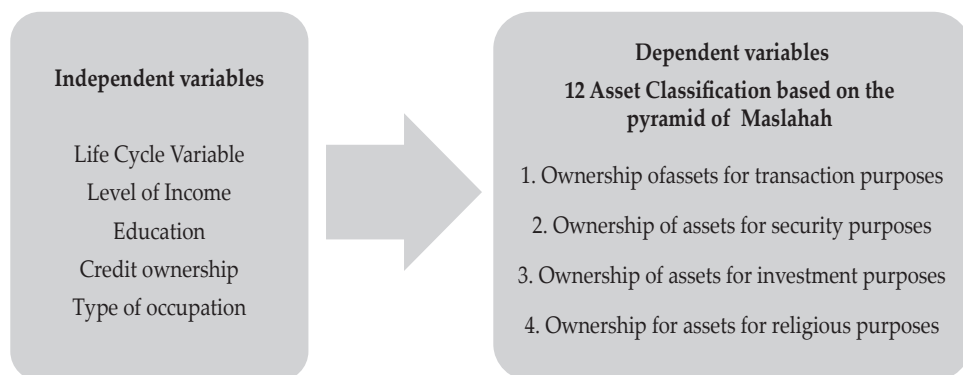 Independent variables
Life Cycle Variable
Level of Income
Education
Credit ownership
Type of occupation
Dependent variables
12 Asset Classification based on the
pyramid of Maslahah
1. Ownership ofassets for transaction purposes
2. Ownership of assets for security purposes
3. Ownership of assets for investment purposes
4. Ownership for assets for religious purposes